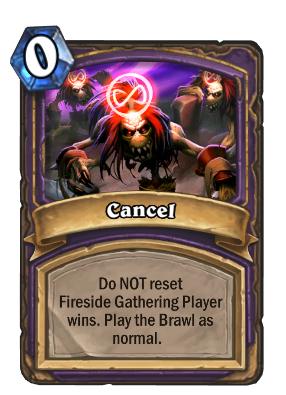 0
Cancel
Do NOT reset
Fireside Gathering Player
wins. Play the Brawl as
normal.